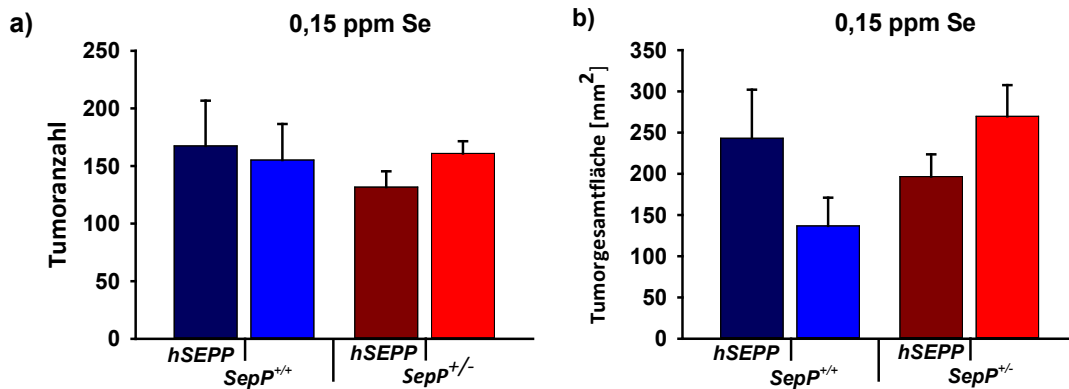 a)
0,15 ppm Se
Tumoranzahl
250
200
150
100
50
0
hSEPP hSEPP
SepP+/+ SepP+/-
b)
0,15 ppm Se
Tumorgesamtfläche [mm2]
350
300
250
200
150
100
50
0
hSEPP hSEPP
SepP+/+ SepP+/-